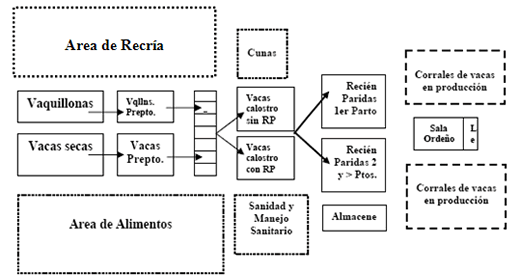 Area de Recría
Cunas
Corrales de vacas
en producción
Vaquillonas
Vqllns.
Prepto.
Vacas
calostro
sin RP
Recién
Paridas
1er Parto
Vacas secas
Vacas
Prepto.
Vacas
calostro
con RP
Recién
Paridas 2
y > Ptos.
Sala
Ordeño
L
e
Area de Alimentos
Sanidad y
Manejo
Sanitario
Almacene
Corrales de vacas
en producción